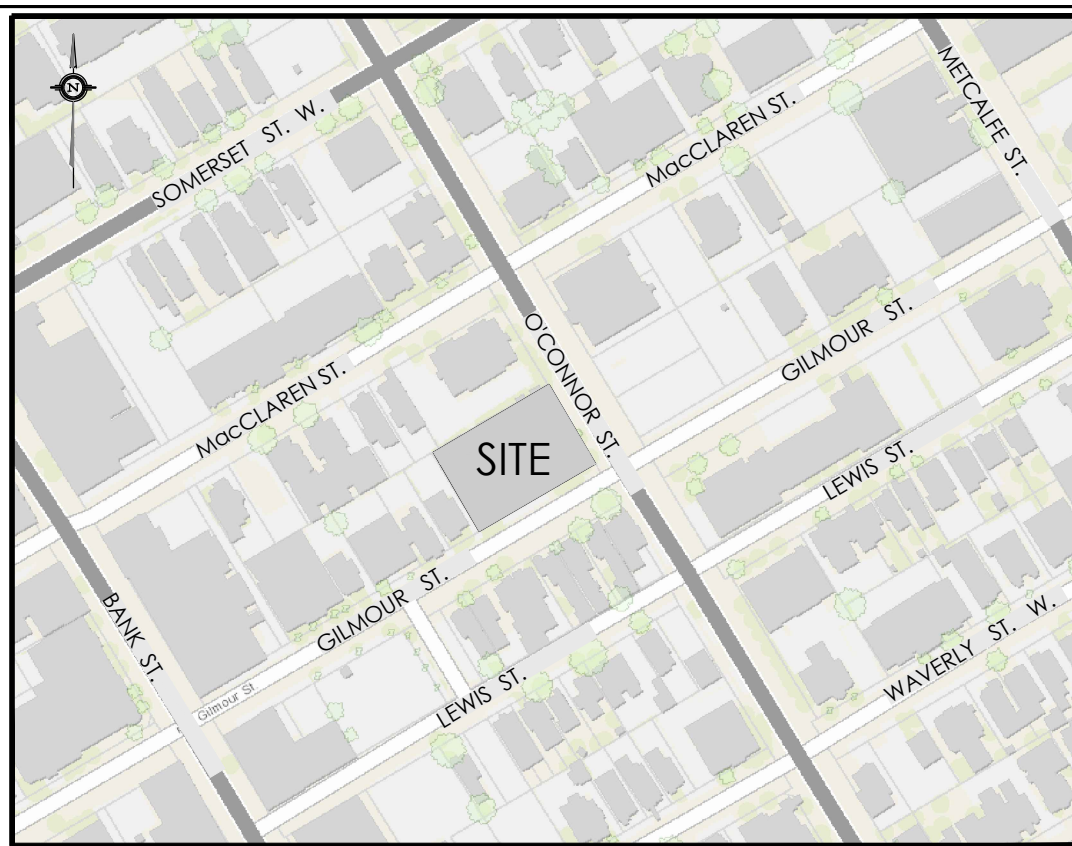 N
METCALFE ST.
MacCLAREN ST.
SOMERSET ST. W.
O'CONNOR ST.
GILMOUR ST.
MacCLAREN ST.
SITE
LEWIS ST.
BANK ST.
GILMOUR ST.
WAVERLY ST. W.
LEWIS ST.
Gilmour St.